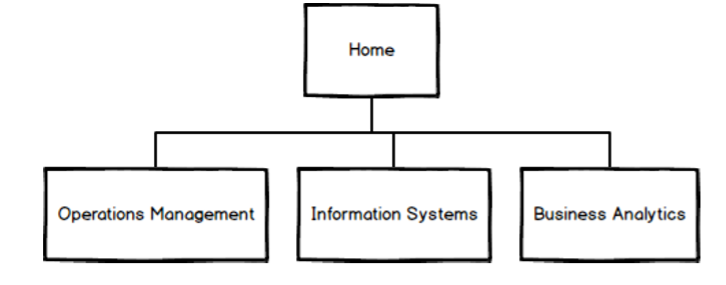 Home
Operations Management
Information Systems
Business Analytics